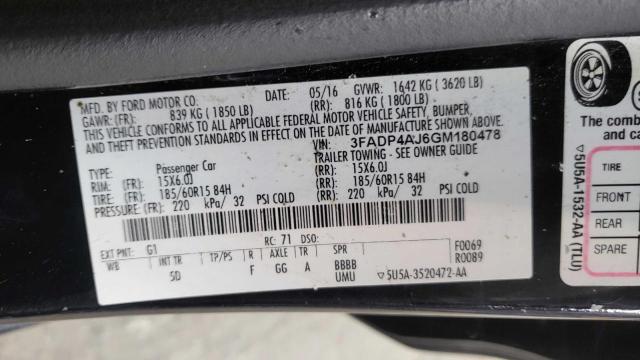 MFD. BY FORD MOTOR CO.
DATE: 05/16 GVWR: 1642 KG ( 3620 LB)
GAWR: (FR): 839 KG ( 1850 LB) (RR): 816 KG ( 1800 LB)
THIS VEHICLE CONFORMS TO ALL APPLICABLE FEDERAL MOTOR VEHICLE SAFETY, BUMPER,
AND THEFT PREVENTION STANDARDS IN EFFECT ON THE DATE OF MANUFACTURE SHOWN ABOVE.
VIN: 3FADP4AJ6GM180478
TYPE: Passenger Car TRAILER TOWING - SEE OWNER GUIDE
RIM: (FR): 15X6.0J (RR): 15X6.0J
TIRE: (FR): 185/60R15 84H (RR): 185/60R15 84H
PRESSURE: (FR): 220 kPa/ 32 PSI COLD (RR): 220 kPa/ 32 PSI COLD
EXT PNT: G1 RC: 71 DSO: F0069
WB INT TR TP/PS R AXLE TR SPR R0089
5D F GG A BBBB
UMU 5U5A-3520472-AA
The comb
and ca
TIRE
FRONT
REAR
SPARE
5U5A-1532-AA (TLU)